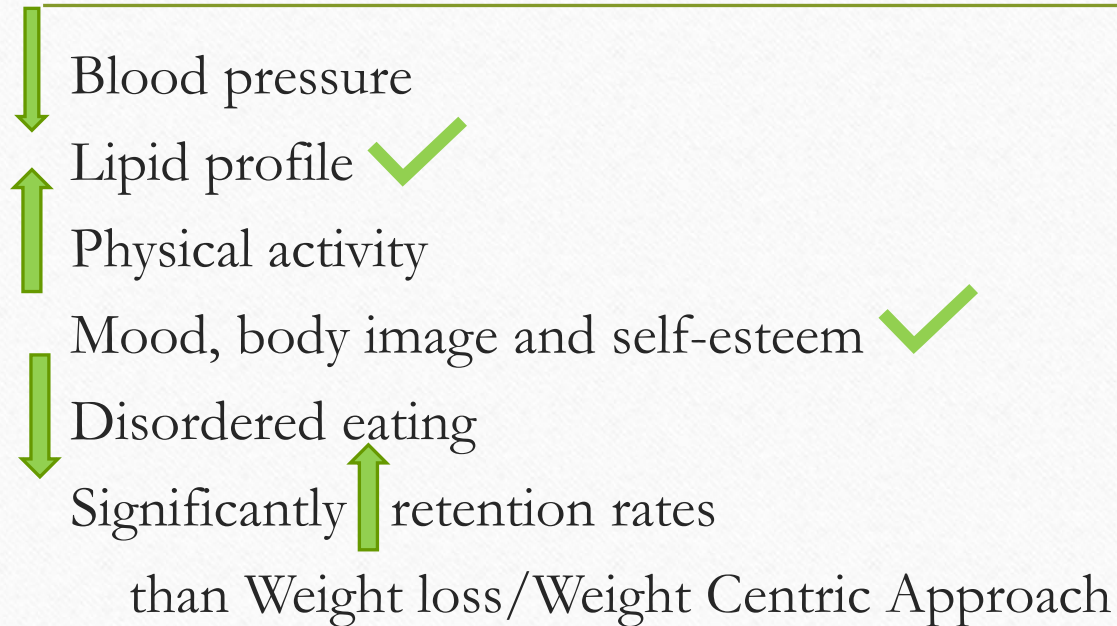 Blood pressure
Lipid profile
Physical activity
Mood, body image and self-esteem
Disordered eating
Significantly retention rates
than Weight loss/Weight Centric Approach